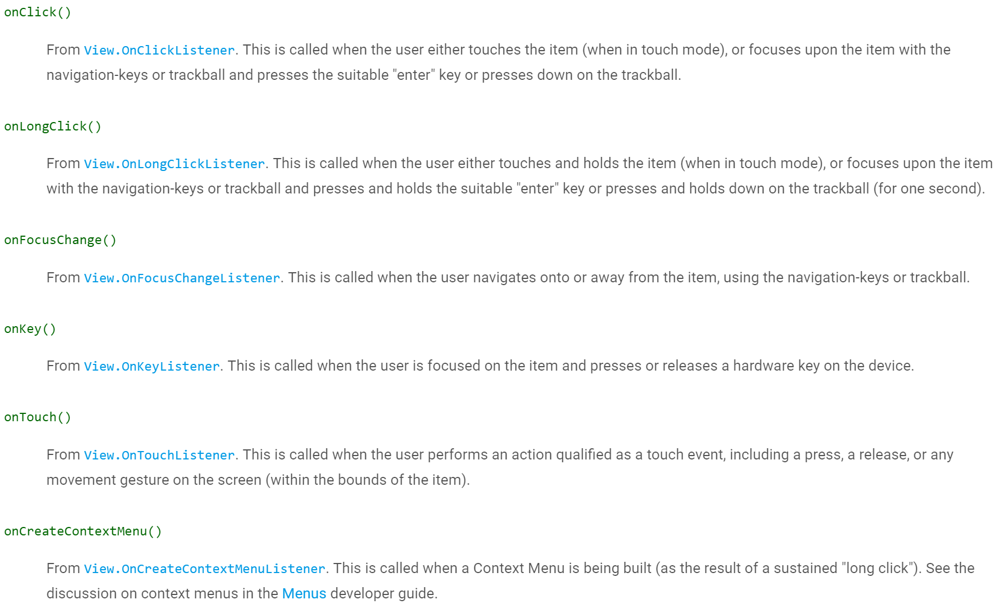 onClick()
From View.OnClickListener. This is called when the user either touches the item (when in touch mode), or focuses upon the item with the
navigation-keys or trackball and presses the suitable "enter" key or presses down on the trackball.
onLongClick()
From View.OnLongClickListener. This is called when the user either touches and holds the item (when in touch mode), or focuses upon the item
with the navigation-keys or trackball and presses and holds the suitable "enter" key or presses and holds down on the trackball (for one second).
onFocusChange()
From View.OnFocusChangeListener. This is called when the user navigates onto or away from the item, using the navigation-keys or trackball.
onKey()
From View.OnKeyListener. This is called when the user is focused on the item and presses or releases a hardware key on the device.
onTouch()
From View.OnTouchListener. This is called when the user performs an action qualified as a touch event, including a press, a release, or any
movement gesture on the screen (within the bounds of the item).
onCreateContextMenu()
From View.OnCreateContextMenuListener. This is called when a Context Menu is being built (as the result of a sustained "long click"). See the
discussion on context menus in the Menus developer guide.